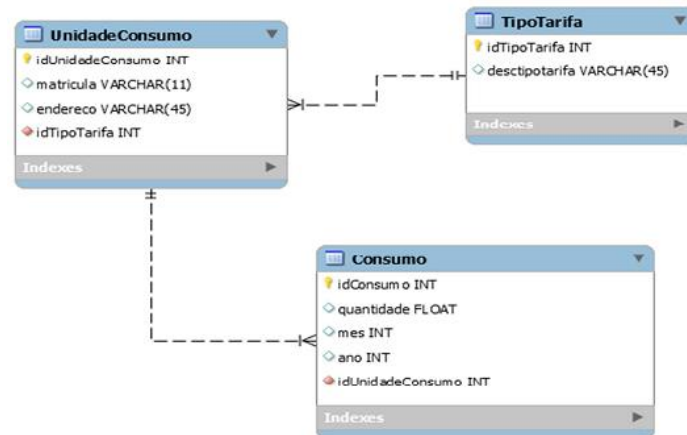 UnidadeConsumo
idUnidadeConsumo INT
matricula VARCHAR(11)
endereco VARCHAR(45)
idTipoTarifa INT
Indexes
TipoTarifa
idTipoTarifa INT
desctipotarifa VARCHAR(45)
Indexes
Consumo
idConsumo INT
quantidade FLOAT
mes INT
ano INT
idUnidadeConsumo INT
Indexes